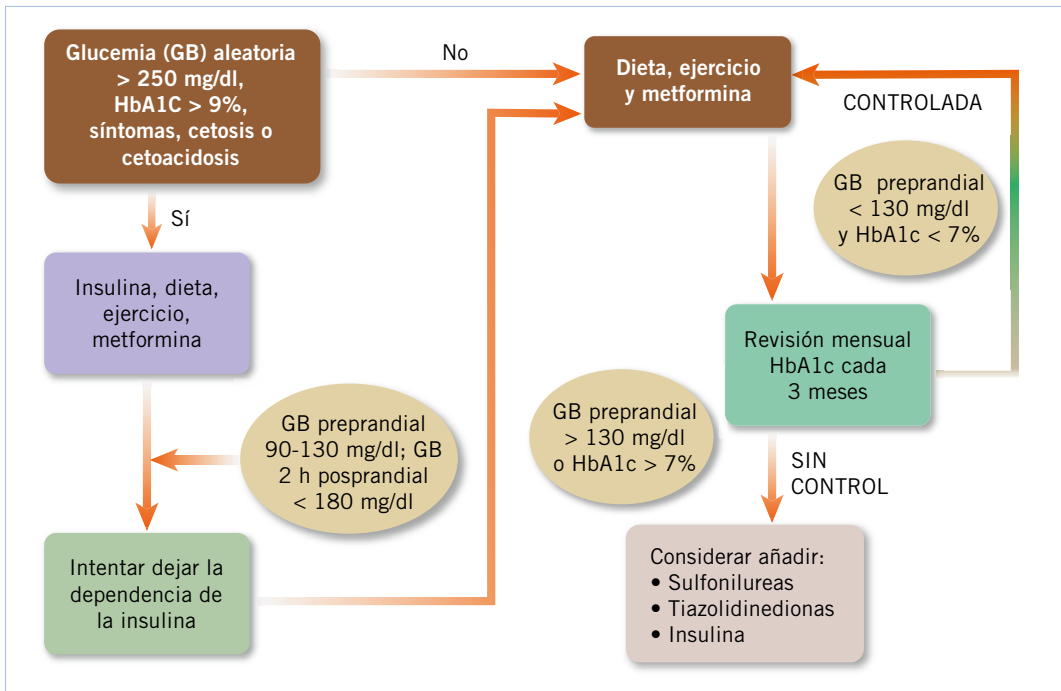 Glucemia (GB) aleatoria
> 250 mg/dl,
HbA1C > 9%,
síntomas, cetosis o
cetoacidosis
No
Dieta, ejercicio
y metformina
CONTROLADA
GB preprandial
< 130 mg/dl
y HbA1c < 7%
Sí
Insulina, dieta,
ejercicio,
metformina
Revisión mensual
HbA1c cada
3 meses
GB preprandial
90-130 mg/dl; GB
2 h posprandial
< 180 mg/dl
GB preprandial
> 130 mg/dl
o HbA1c > 7%
SIN
CONTROL
Intentar dejar la
dependencia de
la insulina
Considerar añadir:
• Sulfonilureas
• Tiazolidinedionas
• Insulina